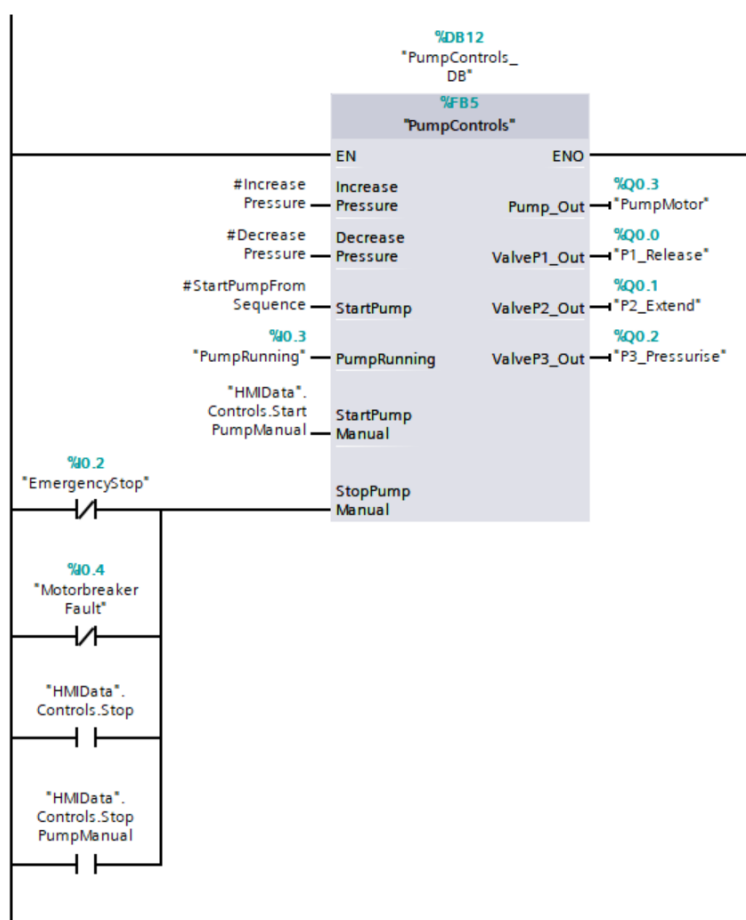 %DB12
"PumpControls_
DB"
%FB5
"PumpControls"
EN
ENO
#Increase
Pressure
Increase
Pressure
Pump_Out
%Q0.3
"PumpMotor"
#Decrease
Pressure
Decrease
Pressure
ValveP1_Out
%Q0.0
"P1_Release"
#StartPumpFrom
Sequence
StartPump
ValveP2_Out
%Q0.1
"P2_Extend"
%I0.3
"PumpRunning"
PumpRunning
ValveP3_Out
%Q0.2
"P3_Pressurise"
"HMIData".
Controls.Start
PumpManual
StartPump
Manual
%I0.2
"EmergencyStop"
StopPump
Manual
%I0.4
"Motorbreaker
Fault"
"HMIData".
Controls.Stop
"HMIData".
Controls.Stop
PumpManual